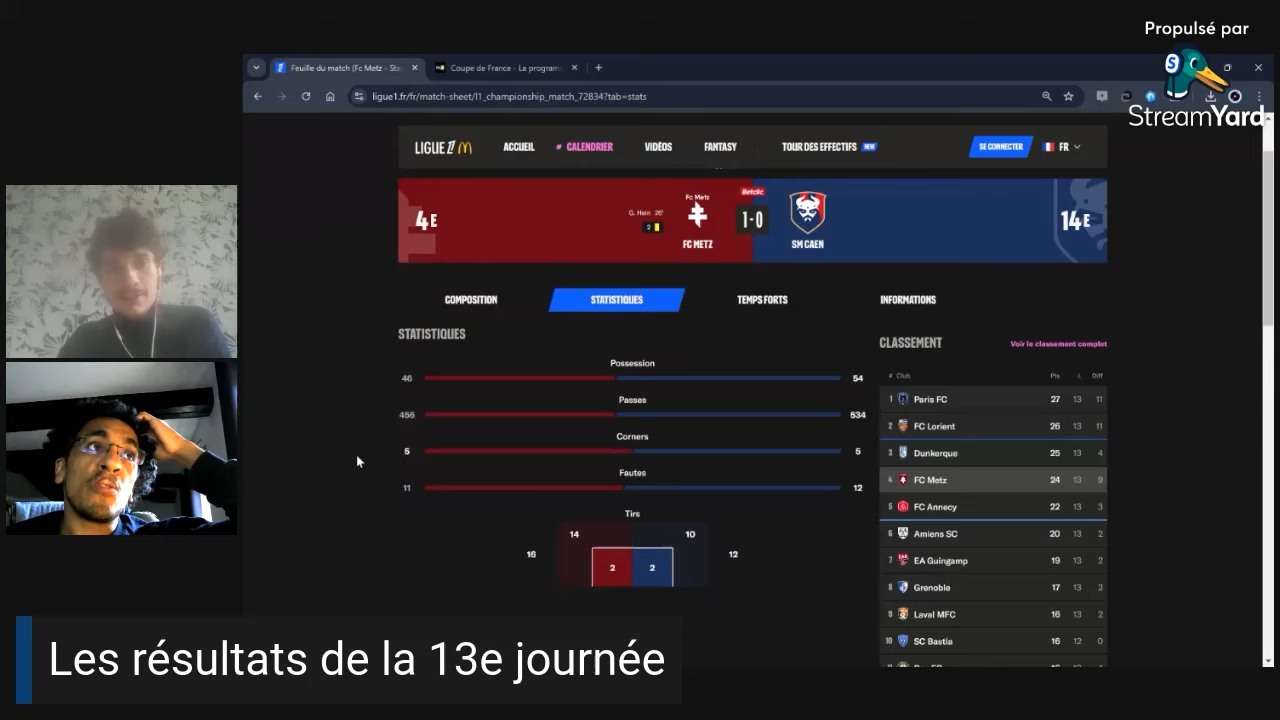 Propulsé par
StreamYard
Feuille du match (Fc Metz - Sta
Coupe de France - La program
ligue1.fr/fr/match-sheet/l1_championship_match_72834?tab=stats
LIGUE 1
ACCUEIL
CALENDRIER
VIDÉOS
FANTASY
TOUR DES EFFECTIFS NEW
SE CONNECTER
FR
4E
G. Hein 26'
Fc Metz
FC METZ
Betclic
1-0
SM CAEN
14E
COMPOSITION
STATISTIQUES
TEMPS FORTS
INFORMATIONS
STATISTIQUES
Possession
46 54
Passes
456 534
Corners
5 5
Fautes
11 12
Tirs
14 10
16 12
2 2
CLASSEMENT
Voir le classement complet
# Club Pts J. Diff
1 Paris FC 27 13 11
2 FC Lorient 26 13 11
3 Dunkerque 25 13 4
4 FC Metz 24 13 9
5 FC Annecy 22 13 3
6 Amiens SC 20 13 2
7 EA Guingamp 19 13 2
8 Grenoble 17 13 2
9 Laval MFC 16 13 2
10 SC Bastia 16 12 0
Les résultats de la 13e journée